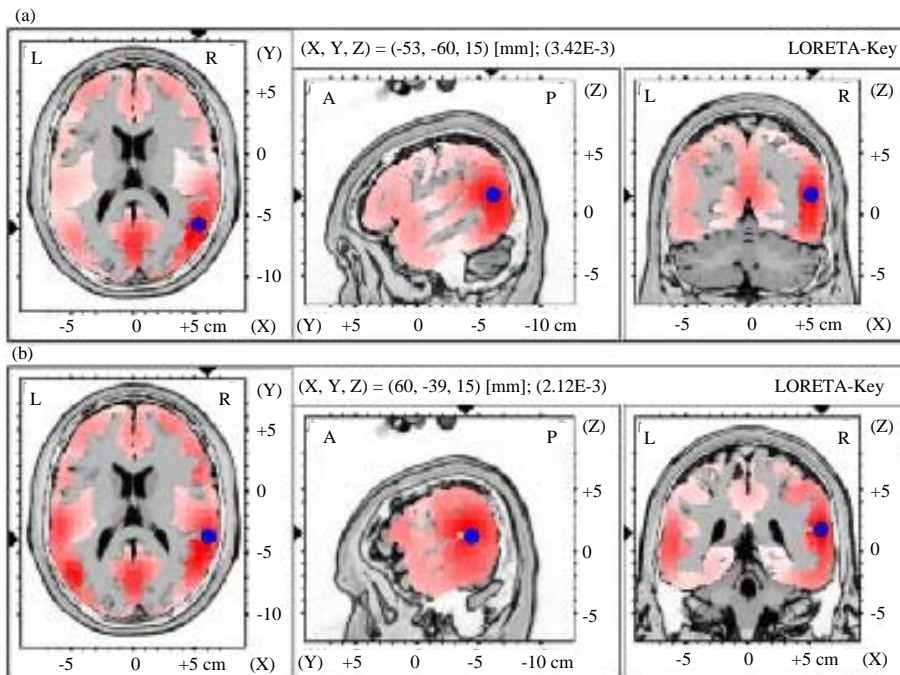 (a)
(X, Y, Z) = (-53, -60, 15) [mm]; (3.42E-3) LORETA-Key
L R (Y)
+5
0
-5
-10
-5 0 +5 cm (X)
A P (Z)
+5
0
-5
(Y) +5 0 -5 -10 cm
L R (Z)
+5
0
-5
-5 0 +5 cm (X)
(b)
(X, Y, Z) = (60, -39, 15) [mm]; (2.12E-3) LORETA-Key
L R (Y)
+5
0
-5
-10
-5 0 +5 cm (X)
A P (Z)
+5
0
-5
(Y) +5 0 -5 -10 cm
L R (Z)
+5
0
-5
-5 0 +5 cm (X)